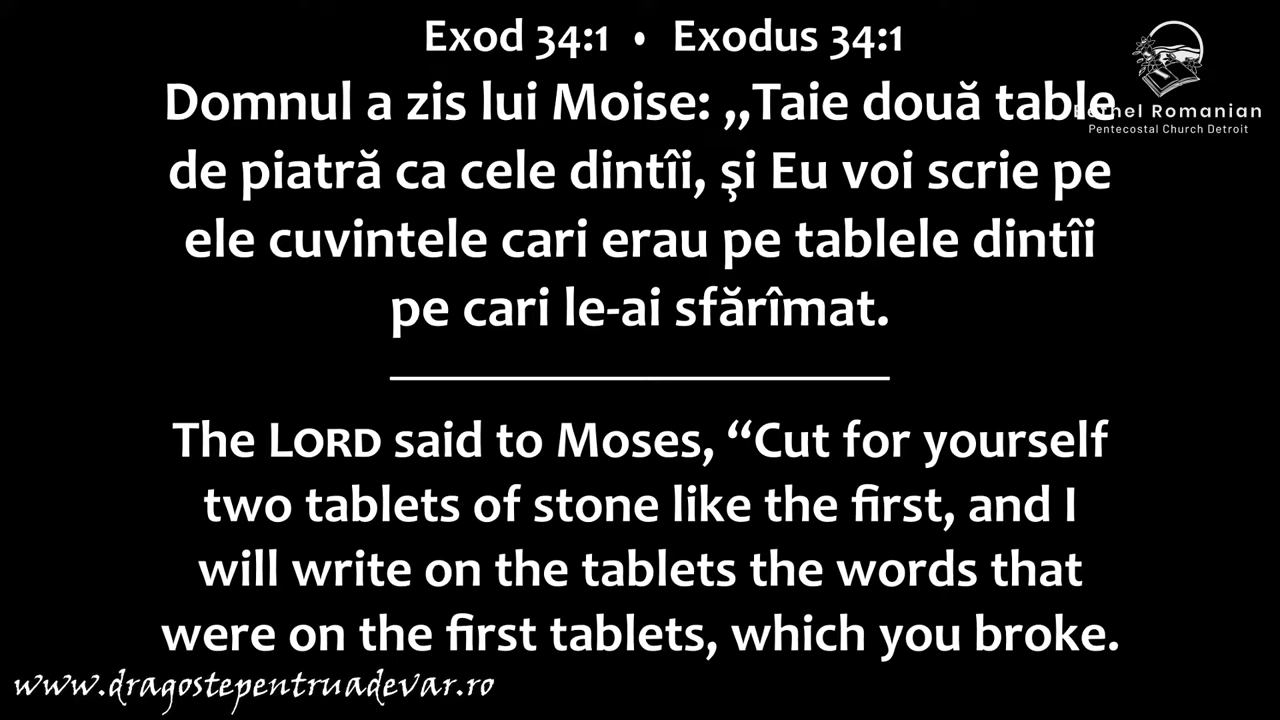 Exod 34:1 • Exodus 34:1
Domnul a zis lui Moise: „Taie două table
de piatră ca cele dintîi, şi Eu voi scrie pe
ele cuvintele cari erau pe tablele dintîi
pe cari le-ai sfărîmat.
The LORD said to Moses, “Cut for yourself
two tablets of stone like the first, and I
will write on the tablets the words that
were on the first tablets, which you broke.
Romanian
Pentecostal Church Detroit
www.dragostepentruadevar.ro